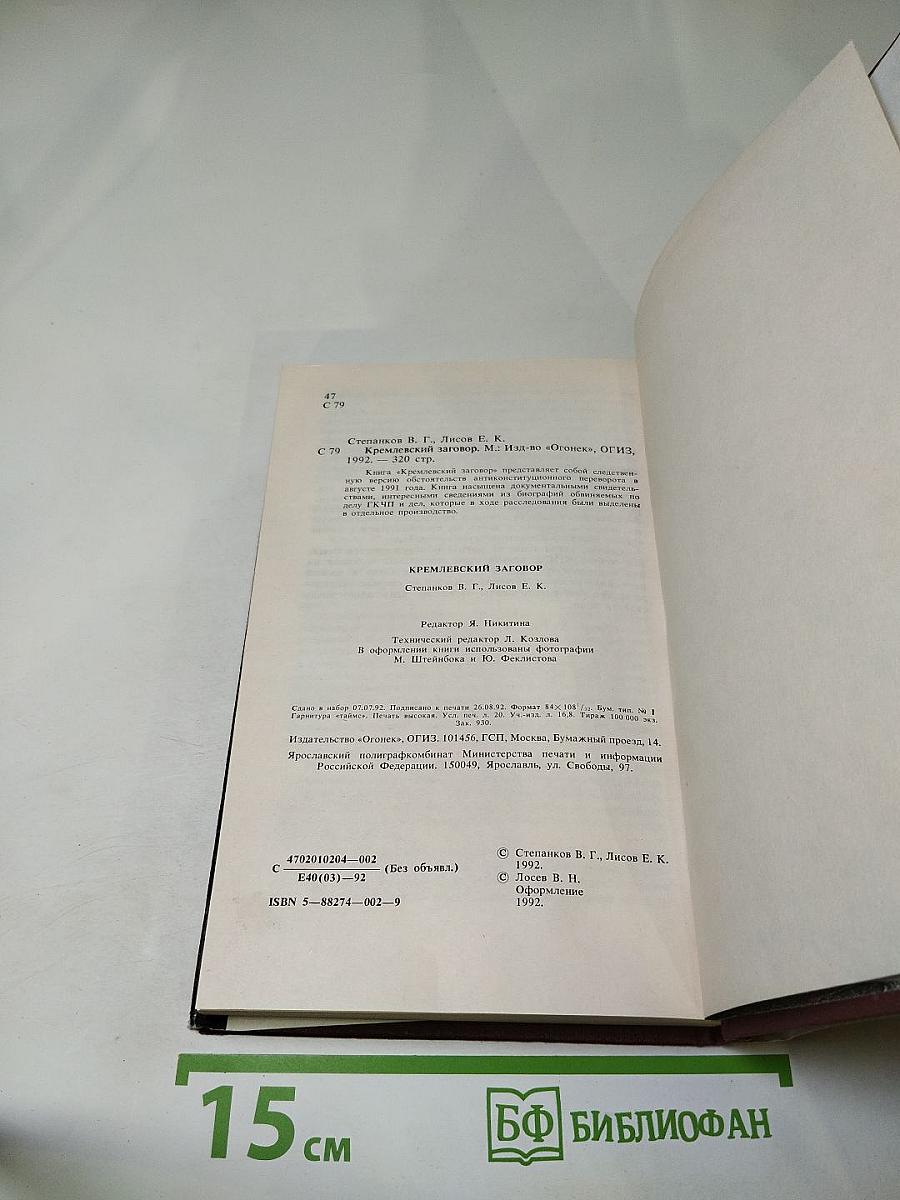 47
С 79
Степанков В. Г., Лисов Е. К.
С 79 Кремлевский заговор. М.: Изд-во «Огонек», ОГИЗ,
1992. — 320 стр.
Книга «Кремлевский заговор» представляет собой следствен-
ную версию обстоятельств антиконституционного переворота в
августе 1991 года. Книга насыщена документальными свидетель-
ствами, интересными сведениями из биографий обвиняемых по
делу ГКЧП и дел, которые в ходе расследования были выделены
в отдельное производство.
КРЕМЛЕВСКИЙ ЗАГОВОР
Степанков В. Г., Лисов Е. К.
Редактор Я. Никитина
Технический редактор Л. Козлова
В оформлении книги использованы фотографии
М. Штейнбока и Ю. Феклистова
Сдано в набор 07.07.92. Подписано к печати 26.08.92. Формат 84×108 1/32. Бум. тип. № 1
Гарнитура «таймс». Печать высокая. Усл. печ. л. 20. Уч.-изд. л. 16,8. Тираж 100 000 экз.
Зак. 930.
Издательство «Огонек», ОГИЗ. 101456, ГСП, Москва, Бумажный проезд, 14.
Ярославский полиграфкомбинат Министерства печати и информации
Российской Федерации. 150049, Ярославль, ул. Свободы, 97.
С 4702010204—002 (Без объявл.)
Е40(03)—92
ISBN 5—88274—002—9
© Степанков В. Г., Лисов Е. К.
1992.
© Лосев В. Н.
Оформление
1992.
15 см
БФ БИБЛИОФАН